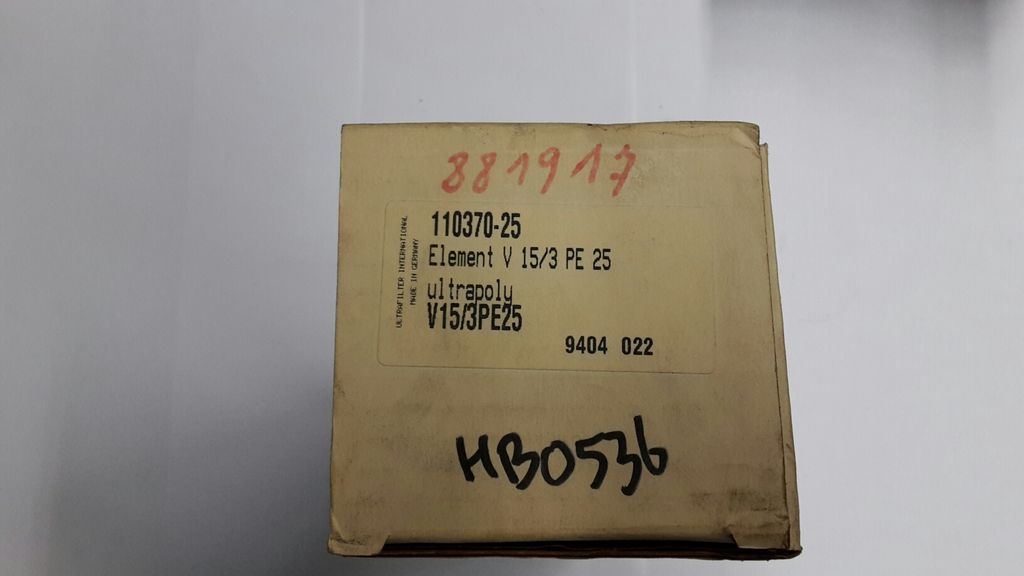 881917
ULTRAFILTER INTERNATIONAL
MADE IN GERMANY
110370-25
Element V 15/3 PE 25
ultrapoly
V15/3PE25
9404 022
HB0536